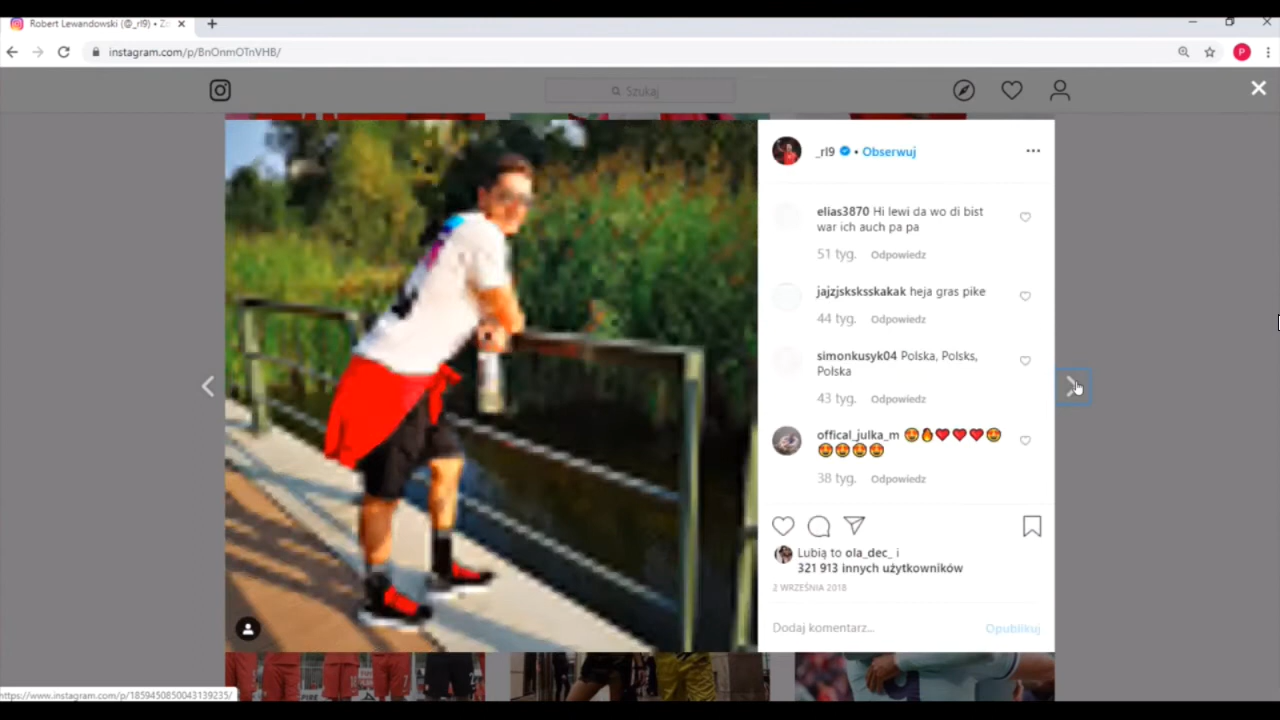 Robert Lewandowski (@_rl9) • Z
instagram.com/p/BnOnmOTnVHB/
P
Szukaj
_rl9 • Obserwuj
elias3870 Hi lewi da wo di bist
war ich auch pa pa
51 tyg. Odpowiedz
jajzjsksksskakak heja gras pike
44 tyg. Odpowiedz
simonkusyk04 Polska, Polsks,
Polska
43 tyg. Odpowiedz
offical_julka_m 😍🔥❤️❤️❤️😍
😍😍😍😍
38 tyg. Odpowiedz
Lubią to ola_dec_ i
321 913 innych użytkowników
2 WRZEŚNIA 2018
Dodaj komentarz... Opublikuj
https://www.instagram.com/p/1859450850043139235/